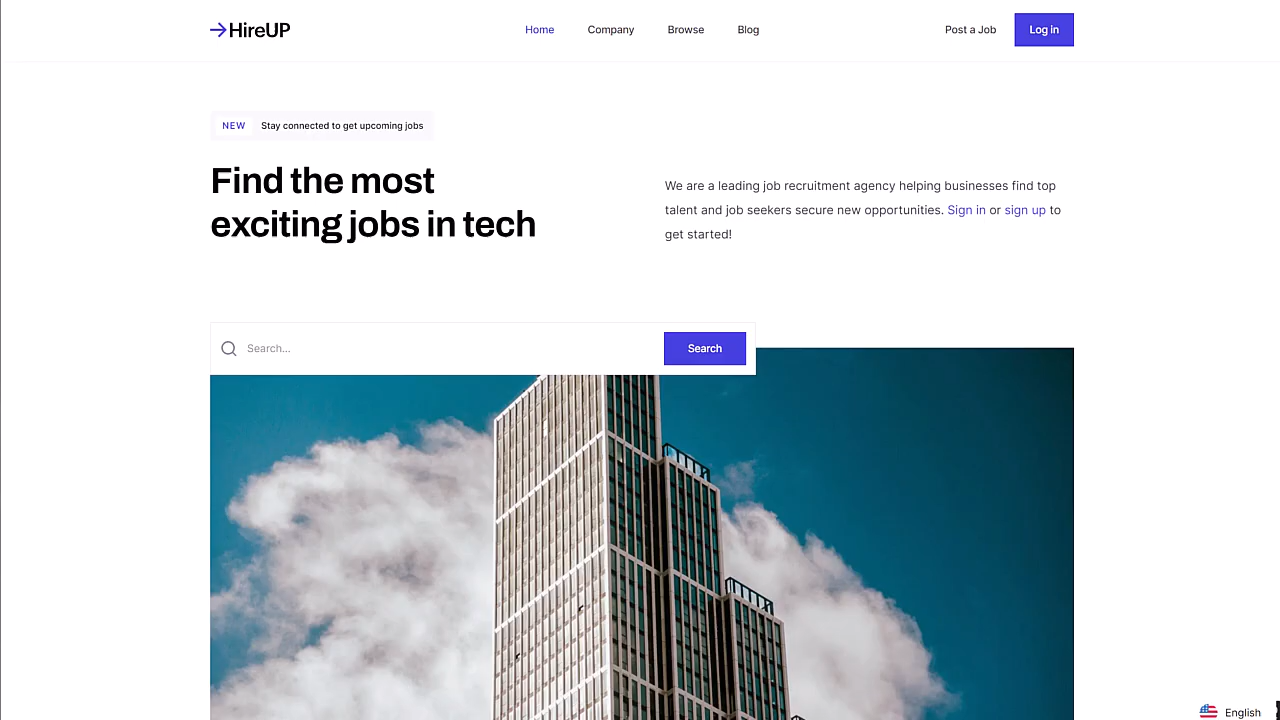 HireUP
Home
Company
Browse
Blog
Post a Job
Log in
NEW Stay connected to get upcoming jobs
Find the most
exciting jobs in tech
We are a leading job recruitment agency helping businesses find top
talent and job seekers secure new opportunities. Sign in or sign up to
get started!
Search...
Search
English